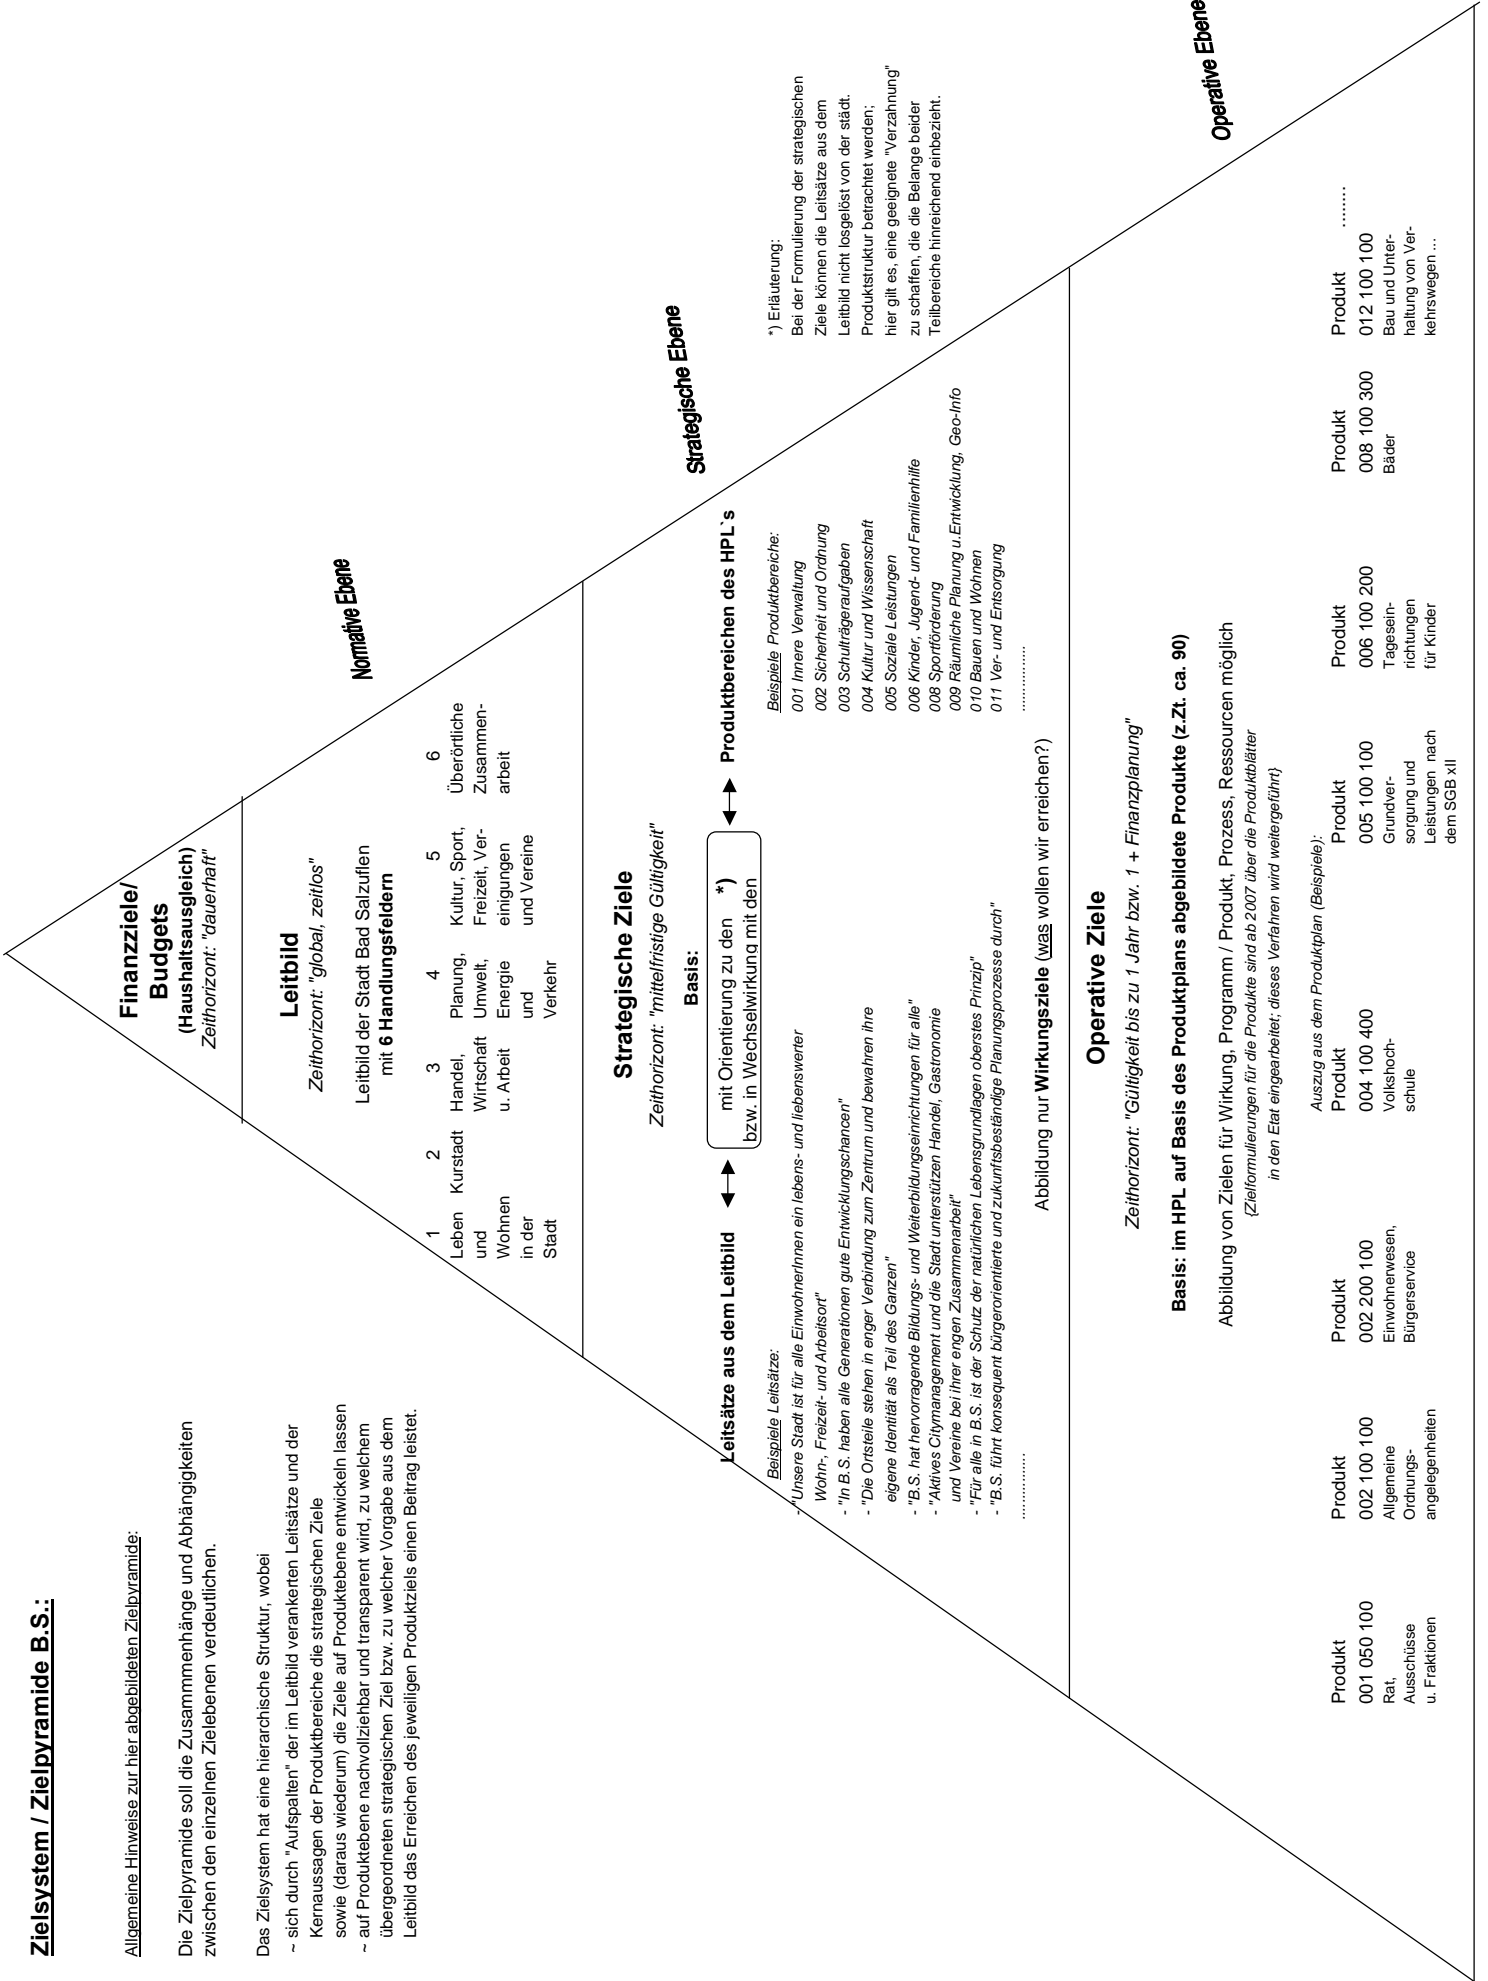 Zielsystem / Zielpyramide B.S.:
Allgemeine Hinweise zur hier abgebildeten Zielpyramide:
Die Zielpyramide soll die Zusammmenhänge und Abhängigkeiten
zwischen den einzelnen Zielebenen verdeutlichen.
Das Zielsystem hat eine hierarchische Struktur, wobei
~ sich durch "Aufspalten" der im Leitbild verankerten Leitsätze und der
Kernaussagen der Produktbereiche die strategischen Ziele
sowie (daraus wiederum) die Ziele auf Produktebene entwickeln lassen
~ auf Produktebene nachvollziehbar und transparent wird, zu welchem
übergeordneten strategischen Ziel bzw. zu welcher Vorgabe aus dem
Leitbild das Erreichen des jeweiligen Produktziels einen Beitrag leistet.
Finanzziele/
Budgets
(Haushaltsausgleich)
Zeithorizont: "dauerhaft"
Leitbild
Zeithorizont: "global, zeitlos"
Leitbild der Stadt Bad Salzuflen
mit 6 Handlungsfeldern
Normative Ebene
1 2 3 4 5 6
Leben Kurstadt Handel, Planung, Kultur, Sport, Überörtliche
und Wirtschaft Umwelt, Freizeit, Ver- Zusammen-
Wohnen u. Arbeit Energie einigungen arbeit
in der und und Vereine
Stadt Verkehr
Strategische Ziele
Zeithorizont: "mittelfristige Gültigkeit"
Strategische Ebene
Basis:
Leitsätze aus dem Leitbild
mit Orientierung zu den *)
bzw. in Wechselwirkung mit den
Produktbereichen des HPL`s
Beispiele Leitsätze:
- "Unsere Stadt ist für alle EinwohnerInnen ein lebens- und liebenswerter
Wohn-, Freizeit- und Arbeitsort"
- "In B.S. haben alle Generationen gute Entwicklungschancen"
- "Die Ortsteile stehen in enger Verbindung zum Zentrum und bewahren ihre
eigene Identität als Teil des Ganzen"
- "B.S. hat hervorragende Bildungs- und Weiterbildungseinrichtungen für alle"
- "Aktives Citymanagement und die Stadt unterstützen Handel, Gastronomie
und Vereine bei ihrer engen Zusammenarbeit"
- "Für alle in B.S. ist der Schutz der natürlichen Lebensgrundlagen oberstes Prinzip"
- "B.S. führt konsequent bürgerorientierte und zukunftsbeständige Planungsprozesse durch"
.................
Beispiele Produktbereiche:
001 Innere Verwaltung
002 Sicherheit und Ordnung
003 Schulträgeraufgaben
004 Kultur und Wissenschaft
005 Soziale Leistungen
006 Kinder, Jugend- und Familienhilfe
008 Sportförderung
009 Räumliche Planung u.Entwicklung, Geo-Info
010 Bauen und Wohnen
011 Ver- und Entsorgung
.................
*) Erläuterung:
Bei der Formulierung der strategischen
Ziele können die Leitsätze aus dem
Leitbild nicht losgelöst von der städt.
Produktstruktur betrachtet werden;
hier gilt es, eine geeignete "Verzahnung"
zu schaffen, die die Belange beider
Teilbereiche hinreichend einbezieht.
Abbildung nur Wirkungsziele (was wollen wir erreichen?)
Operative Ziele
Zeithorizont: "Gültigkeit bis zu 1 Jahr bzw. 1 + Finanzplanung"
Operative Ebene
Basis: im HPL auf Basis des Produktplans abgebildete Produkte (z.Zt. ca. 90)
Abbildung von Zielen für Wirkung, Programm / Produkt, Prozess, Ressourcen möglich
{Zielformulierungen für die Produkte sind ab 2007 über die Produktblätter
in den Etat eingearbeitet; dieses Verfahren wird weitergeführt}
Auszug aus dem Produktplan (Beispiele):
Produkt Produkt Produkt Produkt Produkt Produkt Produkt Produkt ........
001 050 100 002 100 100 002 200 100 004 100 400 005 100 100 006 100 200 008 100 300 012 100 100
Rat, Allgemeine Einwohnerwesen, Volkshoch- Grundver- Tagesein- Bäder Bau und Unter-
Ausschüsse Ordnungs- Bürgerservice schule sorgung und richtungen haltung von Ver-
u. Fraktionen angelegenheiten Leistungen nach für Kinder kehrswegen ...
dem SGB xII